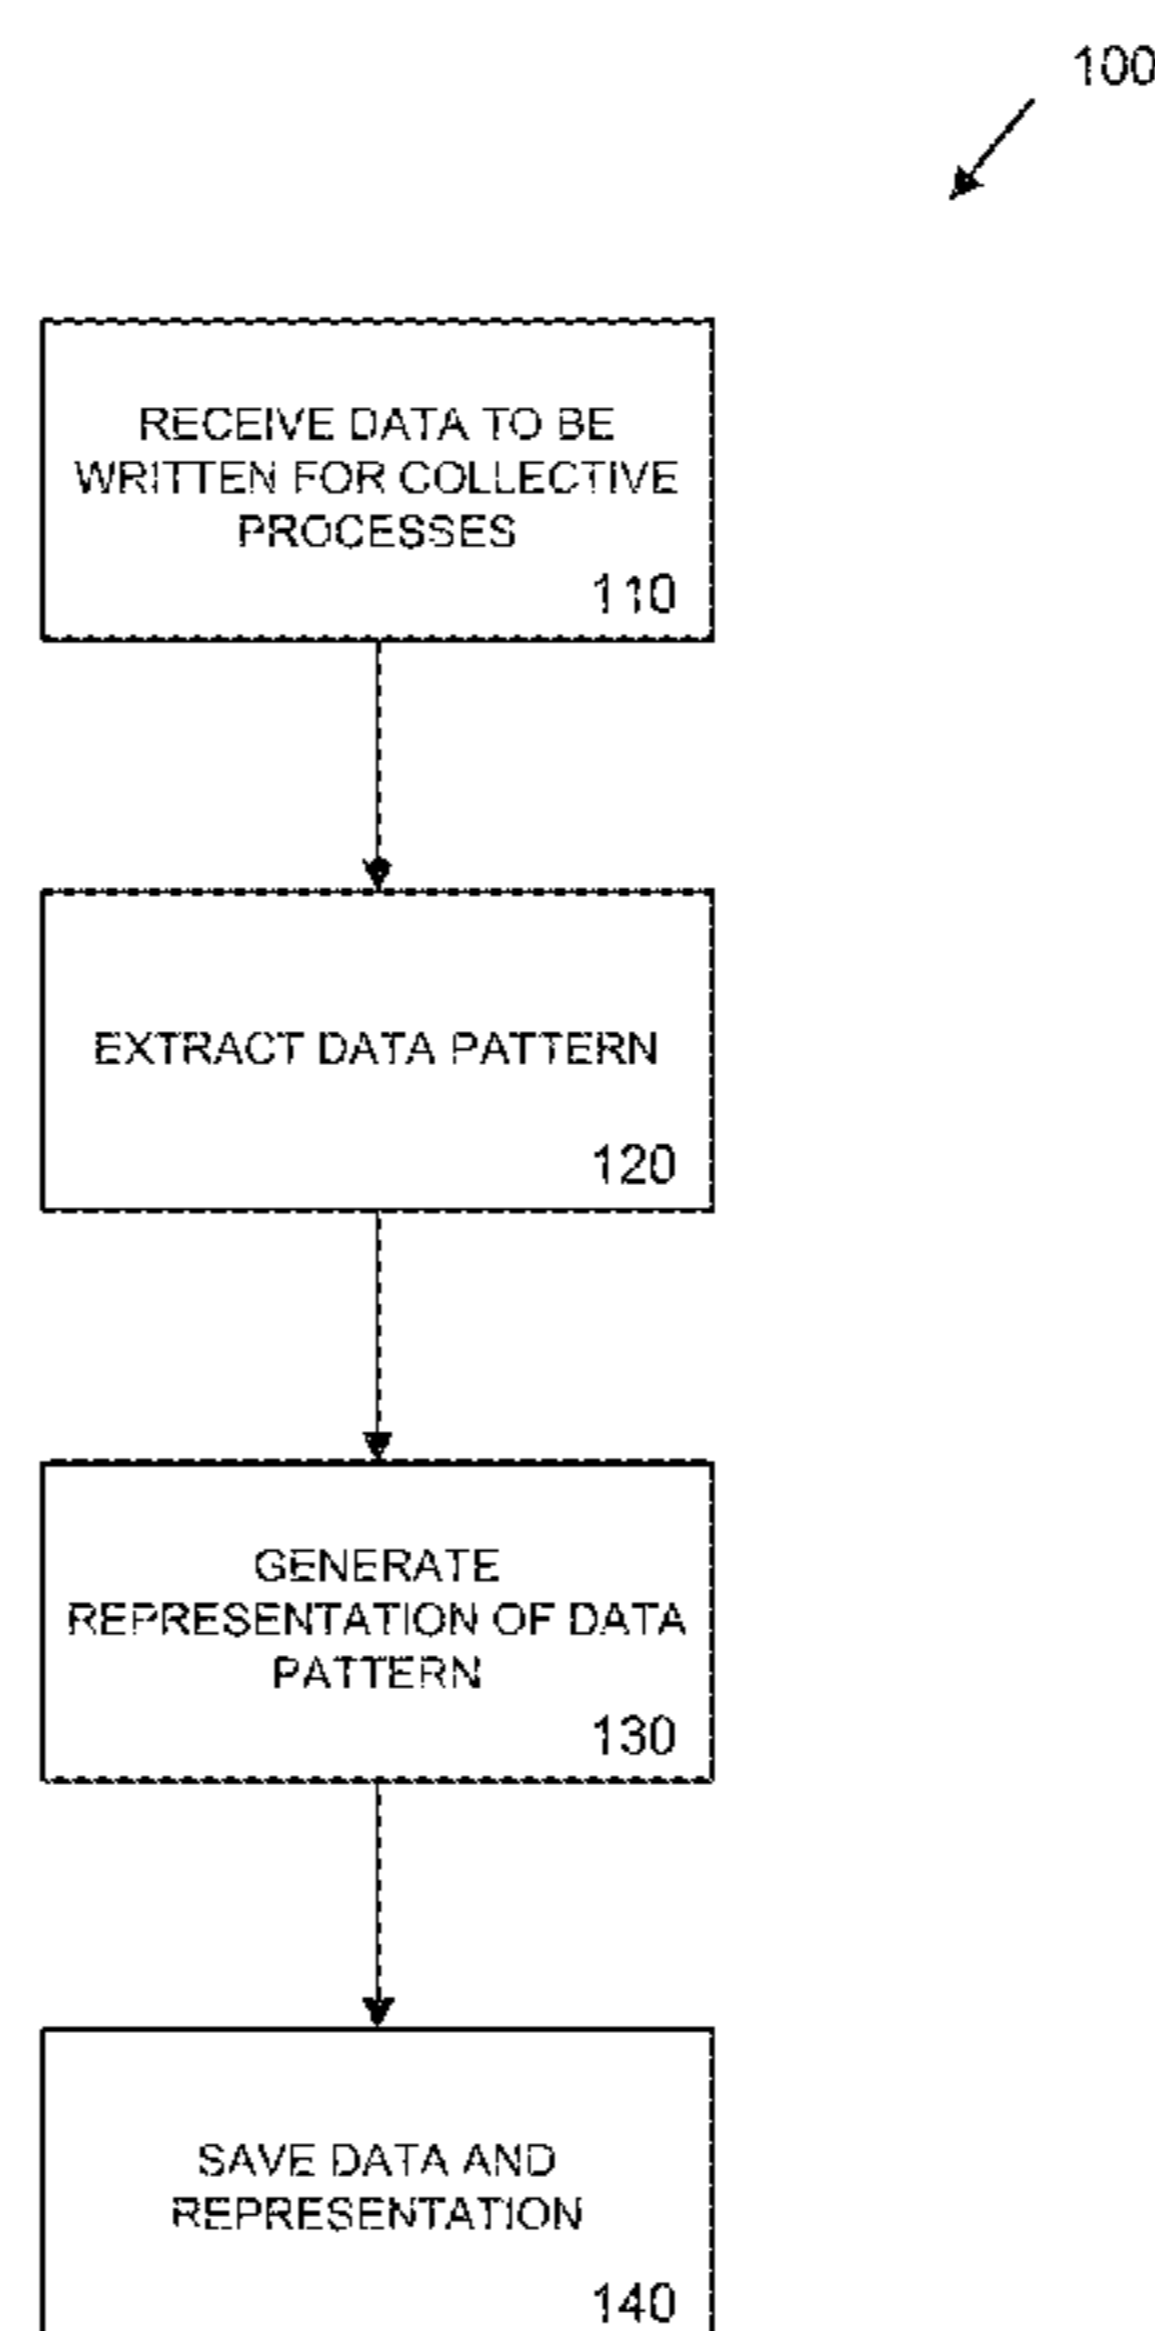 100
RECEIVE DATA TO BE
WRITTEN FOR COLLECTIVE
PROCESSES
110
EXTRACT DATA PATTERN
120
GENERATE
REPRESENTATION OF DATA
PATTERN
130
SAVE DATA AND
REPRESENTATION
140